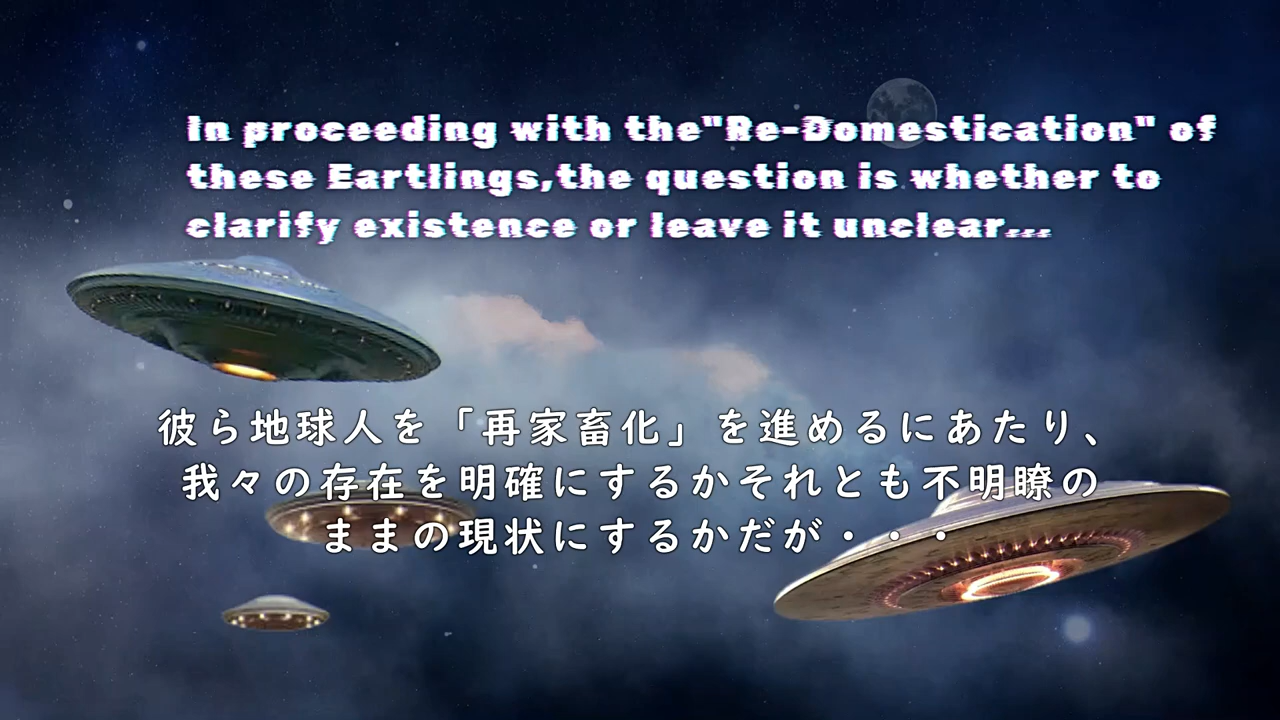 In proceeding with the"Re-Domestication" of
these Eartlings,the question is whether to
clarify existence or leave it unclear...
彼ら地球人を「再家畜化」を進めるにあたり、
我々の存在を明確にするかそれとも不明瞭の
ままの現状にするかだが・・・